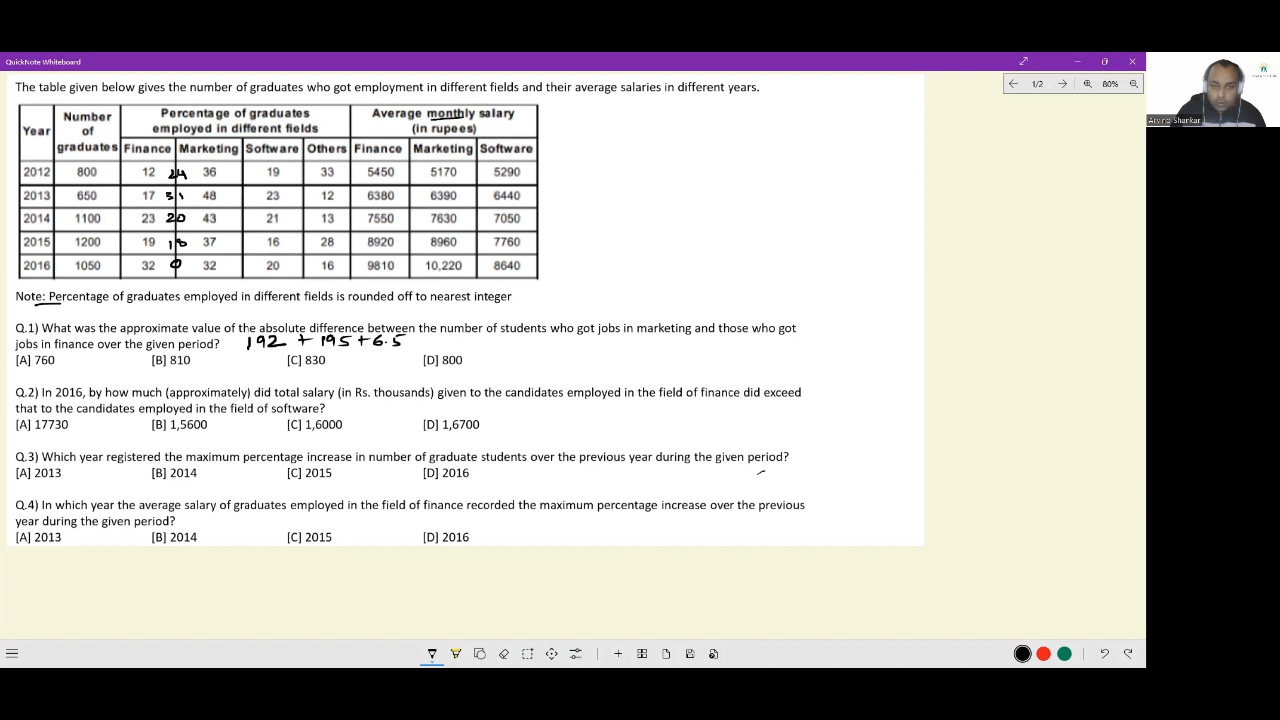 QuickNote Whiteboard
1/2 80%
Arvind Shankar
The table given below gives the number of graduates who got employment in different fields and their average salaries in different years.
Year Number of graduates Percentage of graduates employed in different fields Average monthly salary (in rupees)
Finance Marketing Software Others Finance Marketing Software
2012 800 12 24 36 19 33 5450 5170 5290
2013 650 17 31 48 23 12 6380 6390 6440
2014 1100 23 20 43 21 13 7550 7630 7050
2015 1200 19 18 37 16 28 8920 8960 7760
2016 1050 32 0 32 20 16 9810 10,220 8640
Note: Percentage of graduates employed in different fields is rounded off to nearest integer
Q.1) What was the approximate value of the absolute difference between the number of students who got jobs in marketing and those who got
jobs in finance over the given period? 192 + 195 + 6.5
[A] 760 [B] 810 [C] 830 [D] 800
Q.2) In 2016, by how much (approximately) did total salary (in Rs. thousands) given to the candidates employed in the field of finance did exceed
that to the candidates employed in the field of software?
[A] 17730 [B] 1,5600 [C] 1,6000 [D] 1,6700
Q.3) Which year registered the maximum percentage increase in number of graduate students over the previous year during the given period?
[A] 2013 [B] 2014 [C] 2015 [D] 2016
Q.4) In which year the average salary of graduates employed in the field of finance recorded the maximum percentage increase over the previous
year during the given period?
[A] 2013 [B] 2014 [C] 2015 [D] 2016